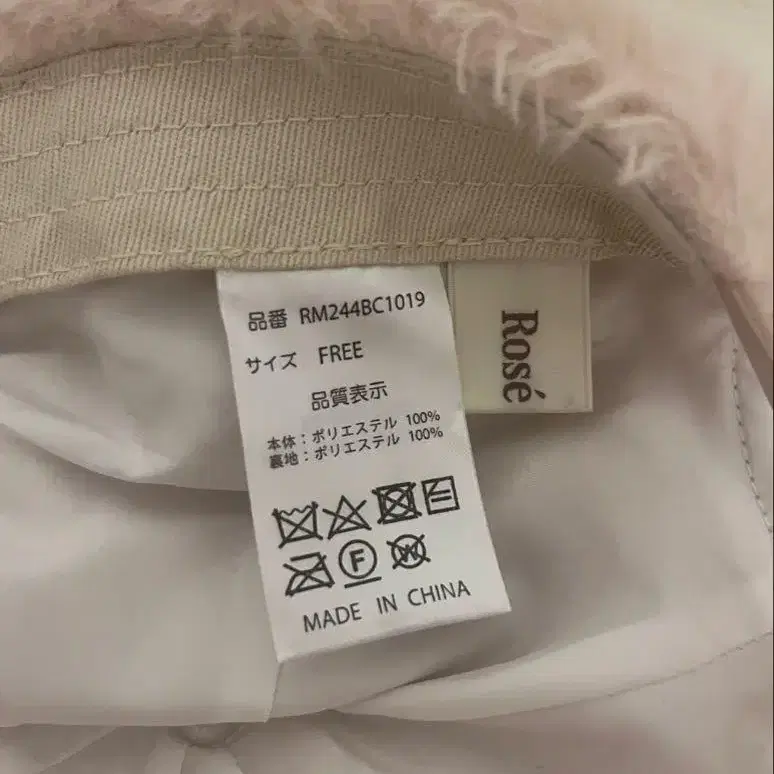 品番 RM244BC1019
サイズ FREE
品質表示
本体：ポリエステル 100%
裏地：ポリエステル 100%
F
W
MADE IN CHINA
Rosé